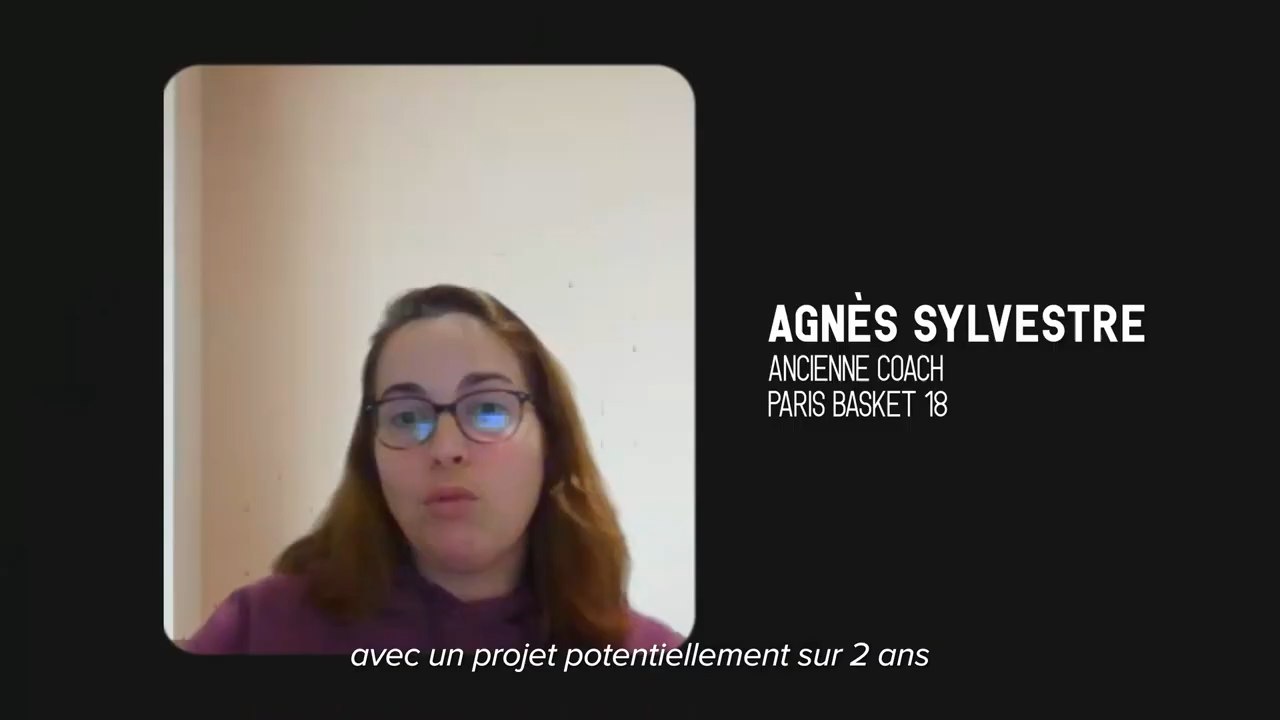 AGNÈS SYLVESTRE
ANCIENNE COACH
PARIS BASKET 18
avec un projet potentiellement sur 2 ans